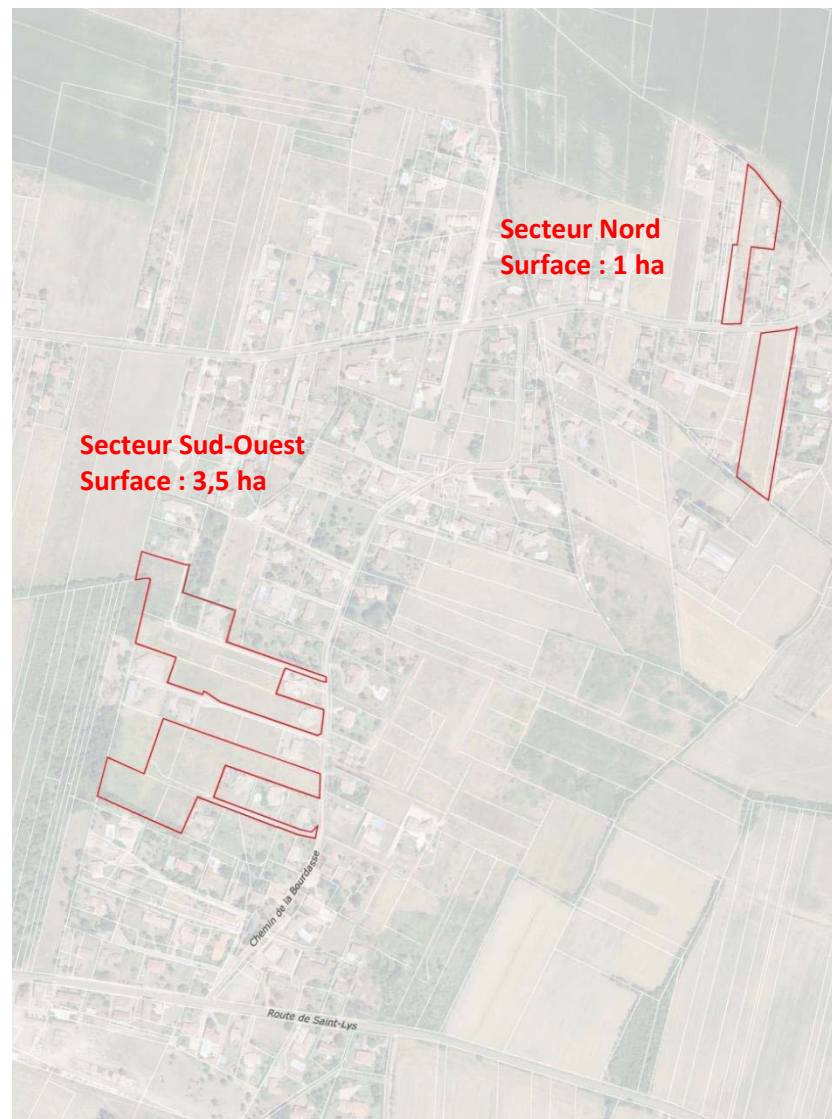 Secteur Nord
Surface : 1 ha
Secteur Sud-Ouest
Surface : 3,5 ha
Chemin de la Bourdasse
Route de Saint-Lys